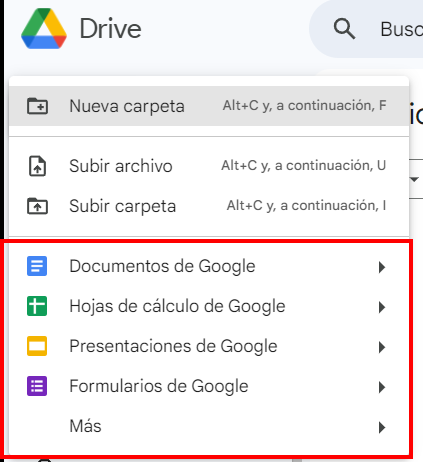 Drive
Nueva carpeta Alt+C y, a continuación, F
Subir archivo Alt+C y, a continuación, U
Subir carpeta Alt+C y, a continuación, I
Documentos de Google
Hojas de cálculo de Google
Presentaciones de Google
Formularios de Google
Más